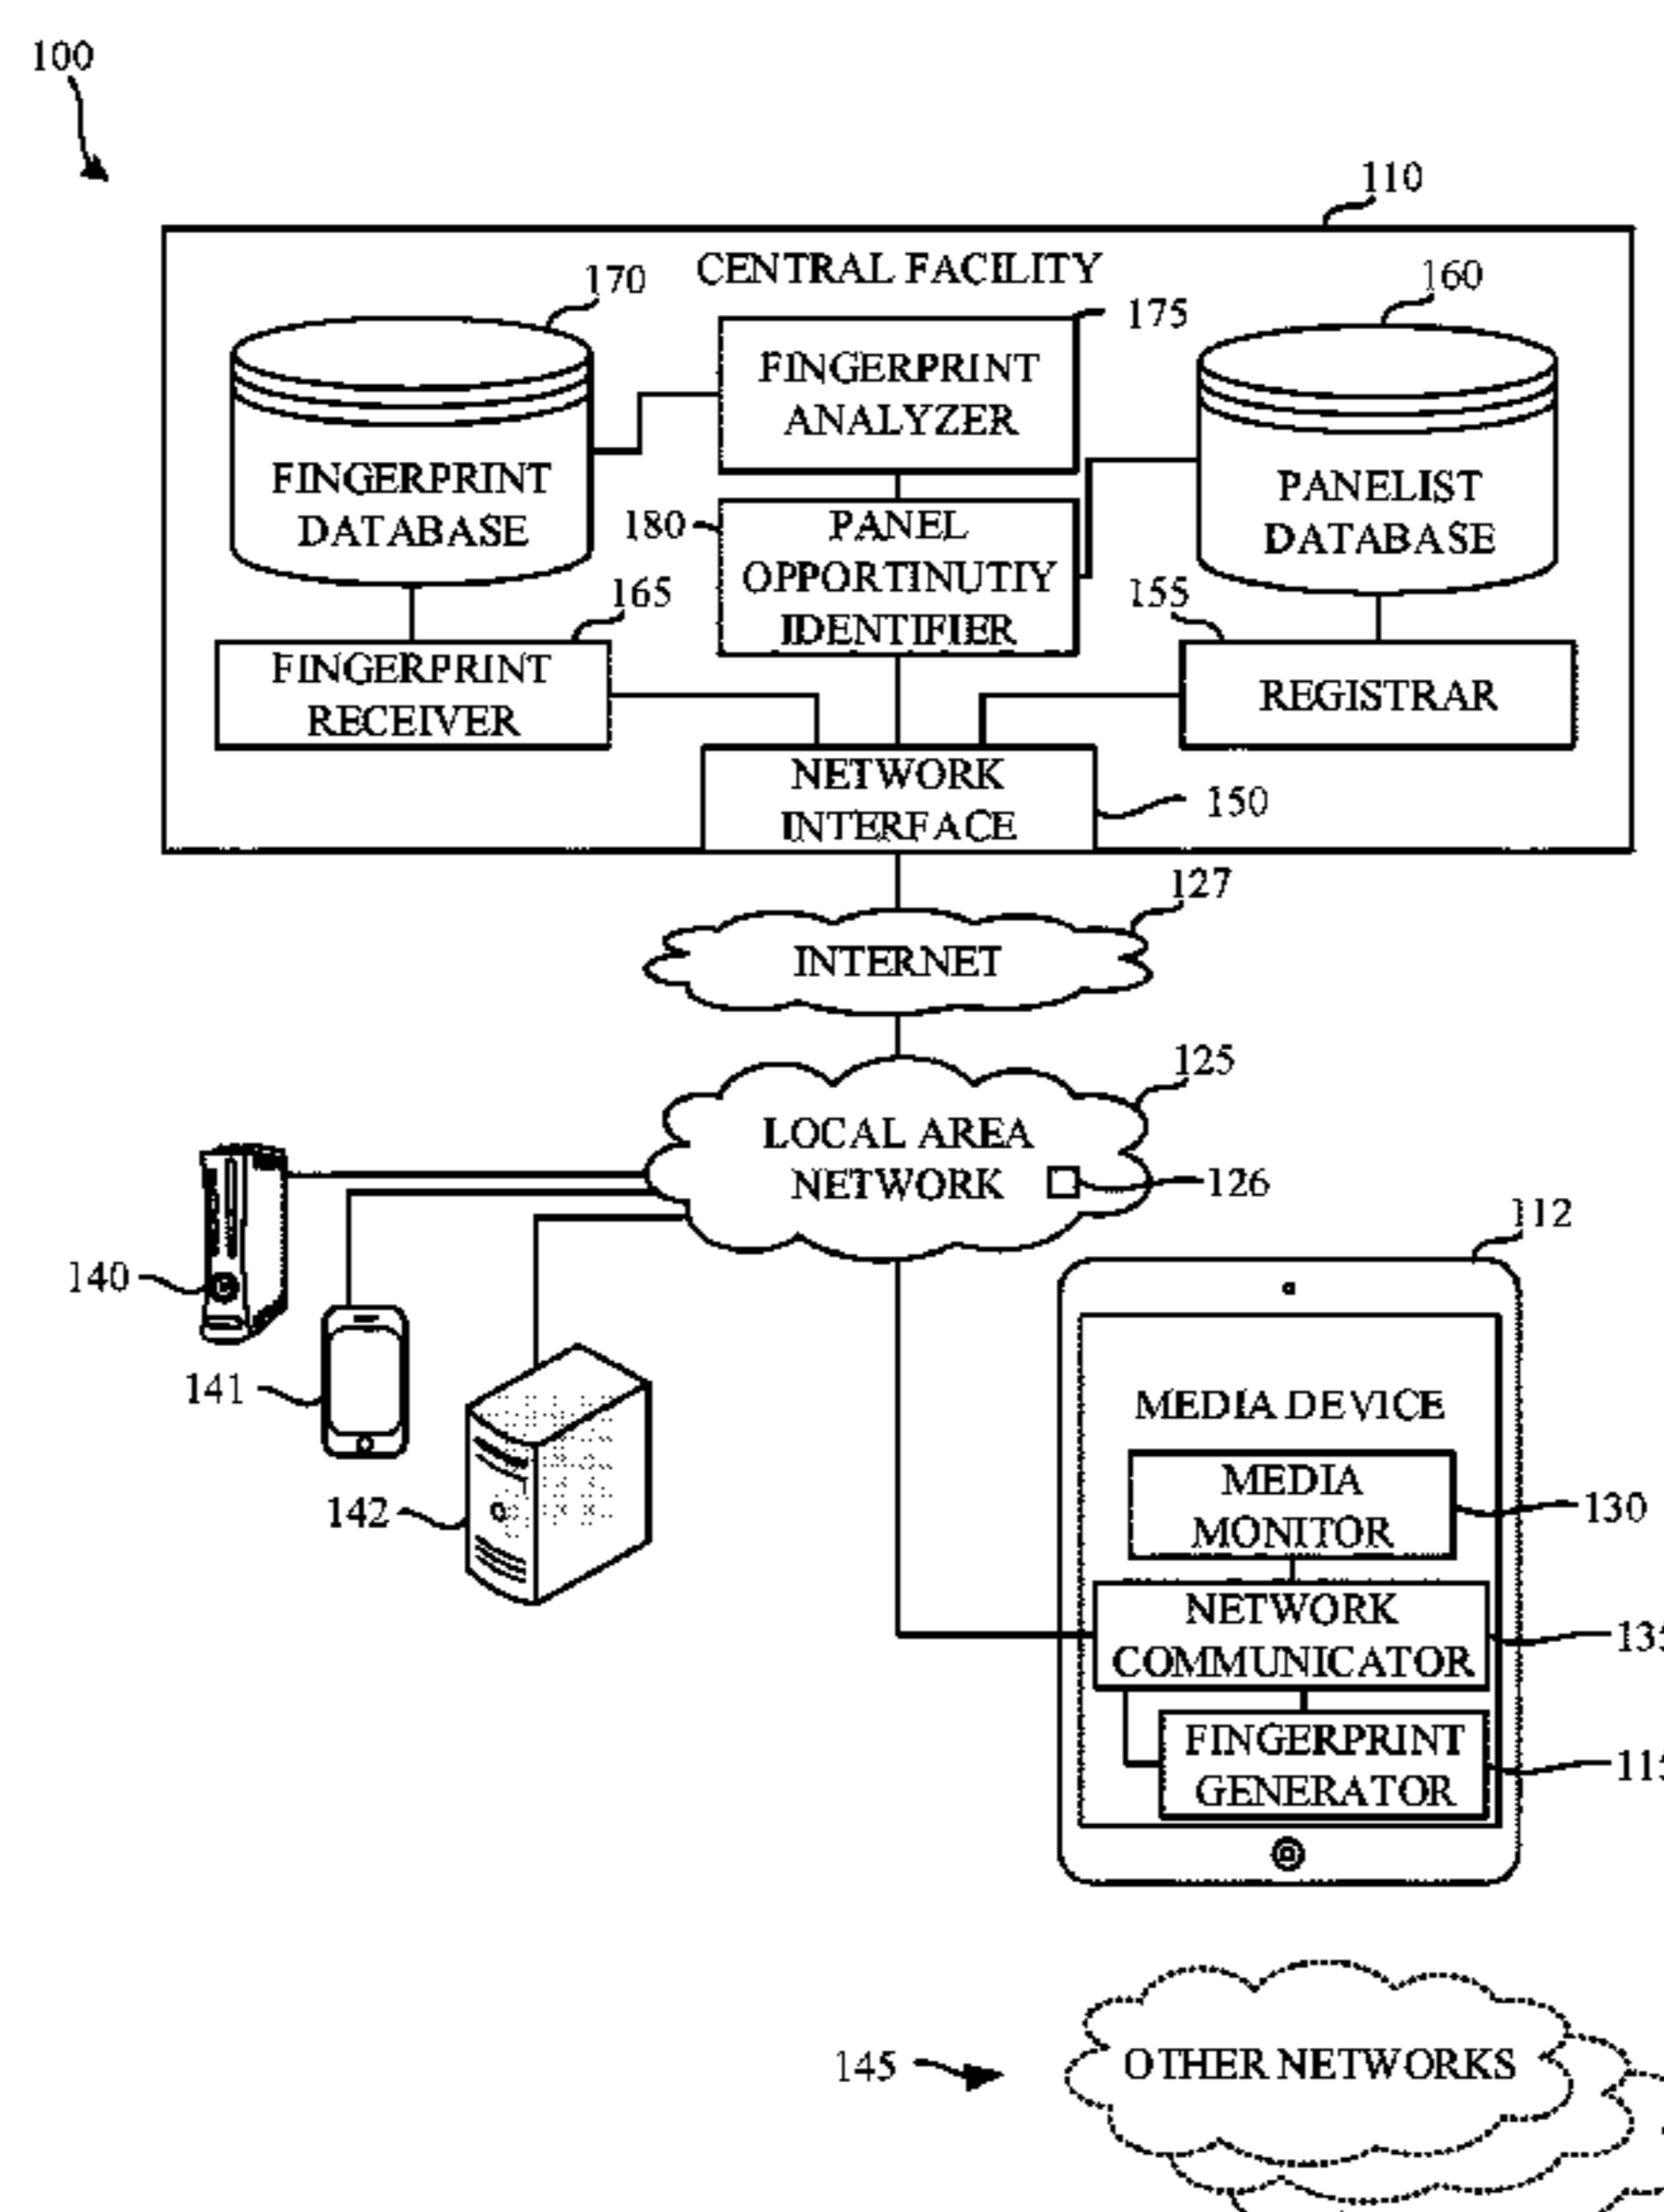 100
110
CENTRAL FACILITY
170
160
175
FINGERPRINT
ANALYZER
FINGERPRINT
DATABASE
PANELIST
DATABASE
180
PANEL
OPPORTINUTIY
IDENTIFIER
165
155
FINGERPRINT
RECEIVER
REGISTRAR
NETWORK
INTERFACE
150
127
INTERNET
125
LOCAL AREA
NETWORK
126
112
140
141
142
MEDIA DEVICE
MEDIA
MONITOR
130
NETWORK
COMMUNICATOR
FINGERPRINT
GENERATOR
145
OTHER NETWORKS